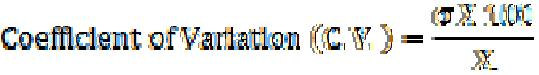 Coefficient of Variation (C.V.) = σ X 100 / X